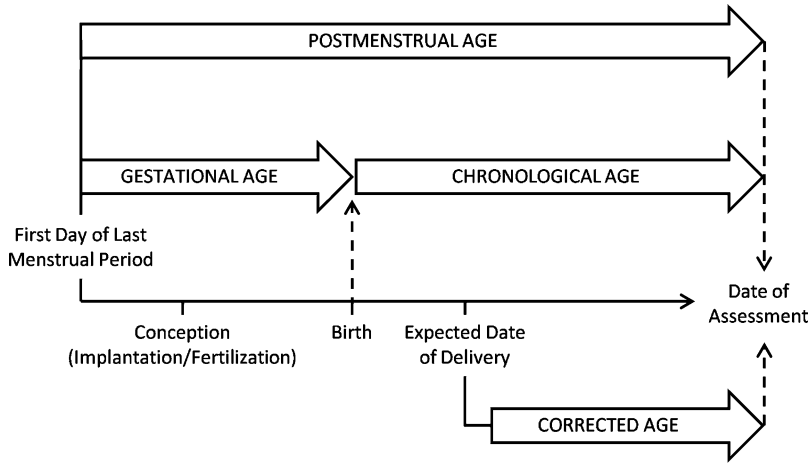 POSTMENSTRUAL AGE
GESTATIONAL AGE
CHRONOLOGICAL AGE
First Day of Last
Menstrual Period
Conception
(Implantation/Fertilization)
Birth
Expected Date
of Delivery
Date of
Assessment
CORRECTED AGE